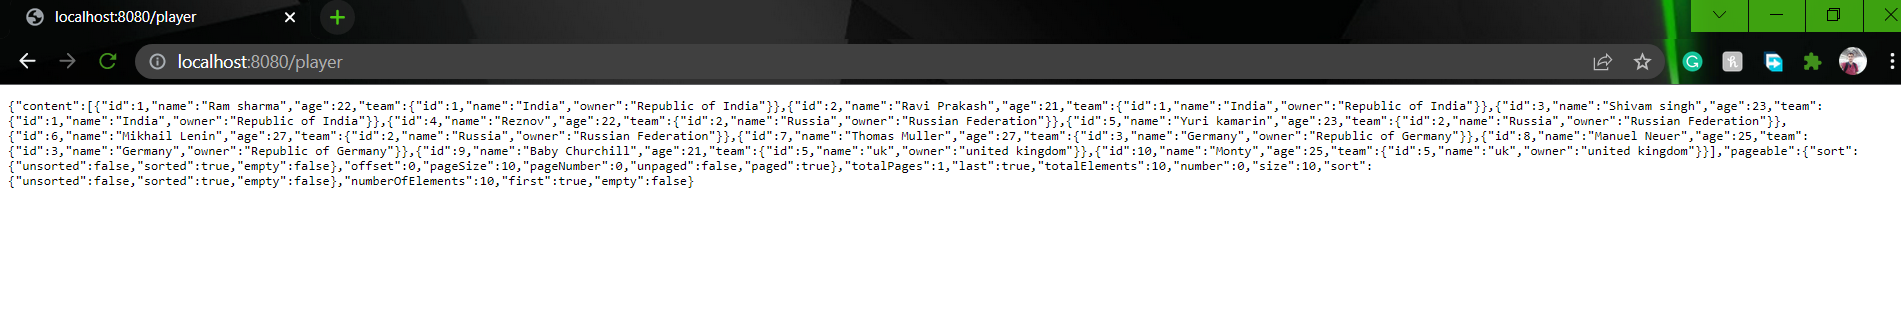 localhost:8080/player
localhost:8080/player
{"content":[{"id":1,"name":"Ram sharma","age":22,"team":{"id":1,"name":"India","owner":"Republic of India"}},{"id":2,"name":"Ravi Prakash","age":21,"team":{"id":1,"name":"India","owner":"Republic of India"}},{"id":3,"name":"Shivam singh","age":23,"team":
{"id":1,"name":"India","owner":"Republic of India"}},{"id":4,"name":"Reznov","age":22,"team":{"id":2,"name":"Russia","owner":"Russian Federation"}},{"id":5,"name":"Yuri kamarin","age":23,"team":{"id":2,"name":"Russia","owner":"Russian Federation"}},
{"id":6,"name":"Mikhail Lenin","age":27,"team":{"id":2,"name":"Russia","owner":"Russian Federation"}},{"id":7,"name":"Thomas Muller","age":27,"team":{"id":3,"name":"Germany","owner":"Republic of Germany"}},{"id":8,"name":"Manuel Neuer","age":25,"team":
{"id":3,"name":"Germany","owner":"Republic of Germany"}},{"id":9,"name":"Baby Churchill","age":21,"team":{"id":5,"name":"uk","owner":"united kingdom"}},{"id":10,"name":"Monty","age":25,"team":{"id":5,"name":"uk","owner":"united kingdom"}}],"pageable":{"sort":
{"unsorted":false,"sorted":true,"empty":false},"offset":0,"pageSize":10,"pageNumber":0,"unpaged":false,"paged":true},"totalPages":1,"last":true,"totalElements":10,"number":0,"size":10,"sort":
{"unsorted":false,"sorted":true,"empty":false},"numberOfElements":10,"first":true,"empty":false}